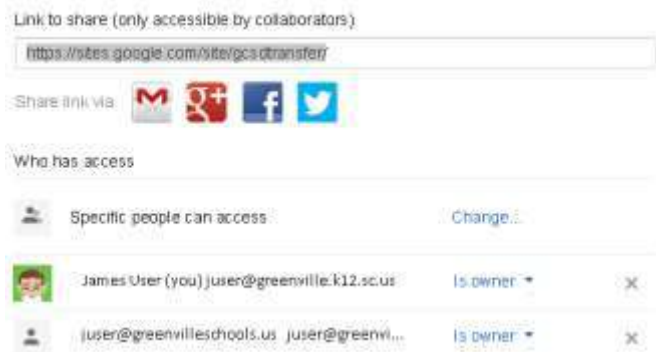 Link to share (only accessible by collaborators)
https://sites.google.com/site/gcsdtransfer/
Share link via:
Who has access
Specific people can access Change...
James User (you) juser@greenville.k12.sc.us Is owner
juser@greenvilleschools.us juser@greenvi... Is owner